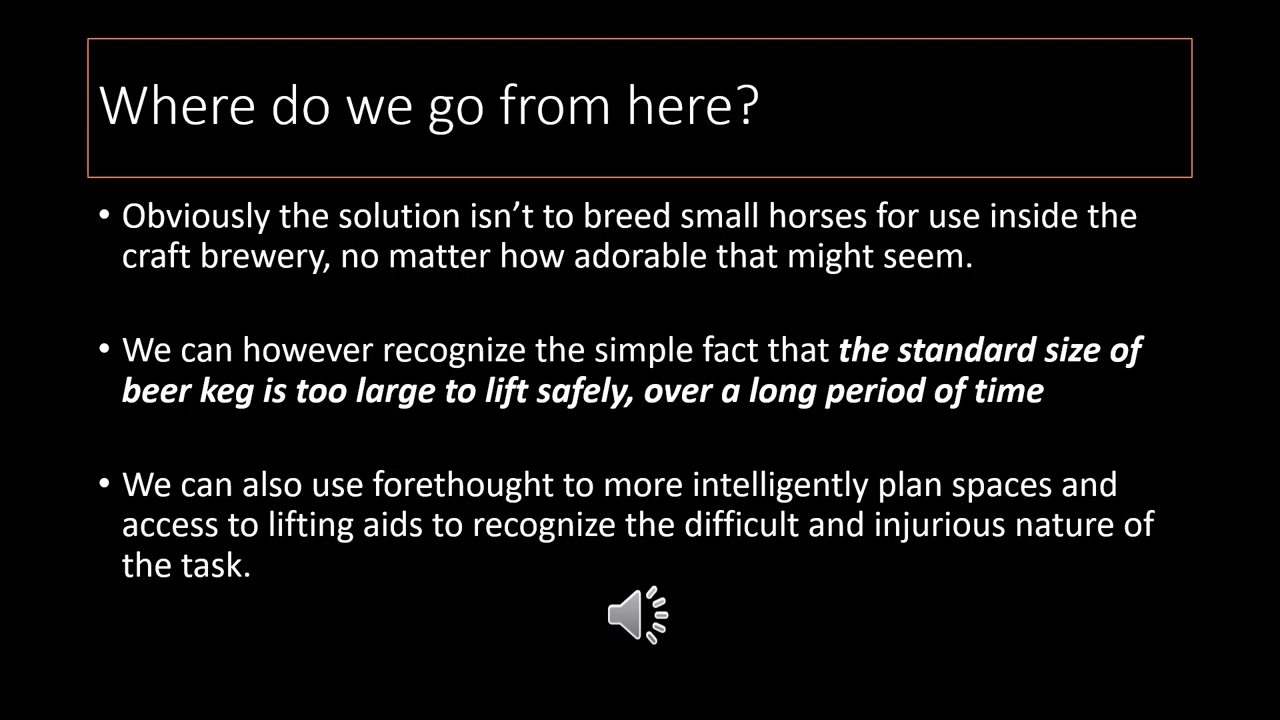 Where do we go from here?
• Obviously the solution isn’t to breed small horses for use inside the
craft brewery, no matter how adorable that might seem.
• We can however recognize the simple fact that the standard size of
beer keg is too large to lift safely, over a long period of time
• We can also use forethought to more intelligently plan spaces and
access to lifting aids to recognize the difficult and injurious nature of
the task.